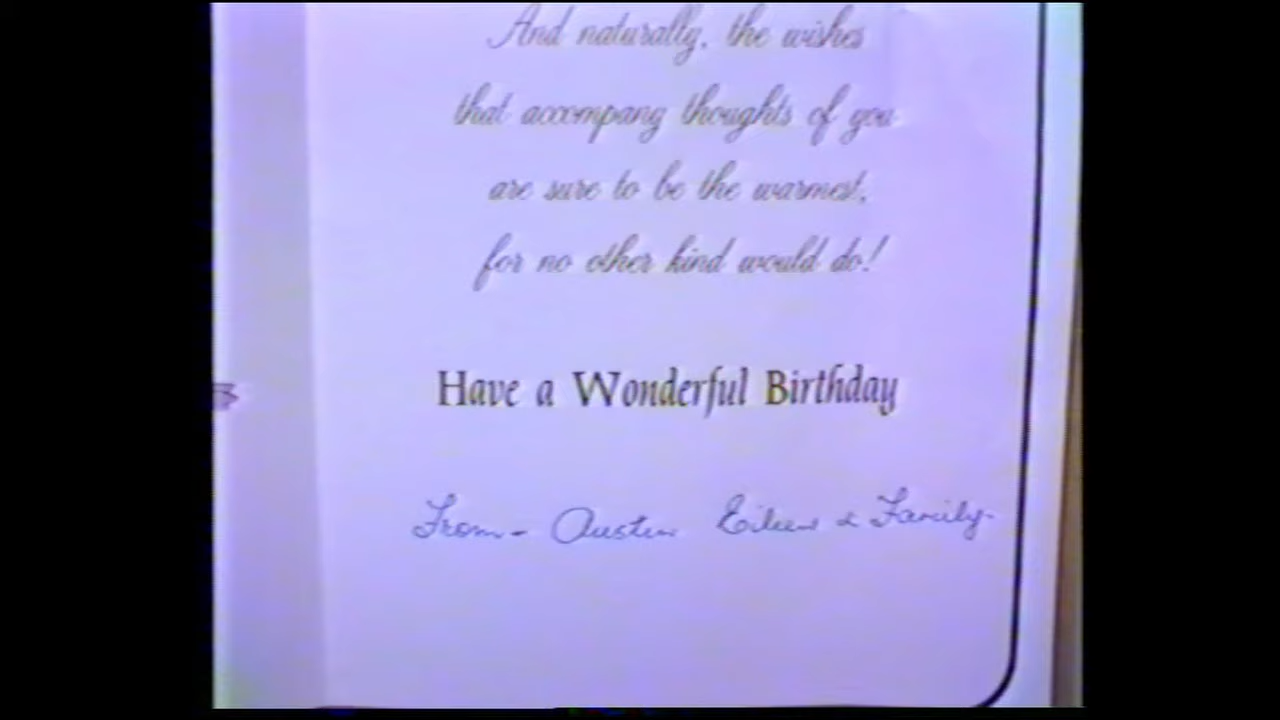 And naturally, the wishes
that accompany thoughts of you
are sure to be the warmest,
for no other kind would do!
Have a Wonderful Birthday
From - Austin Eileen & Family.